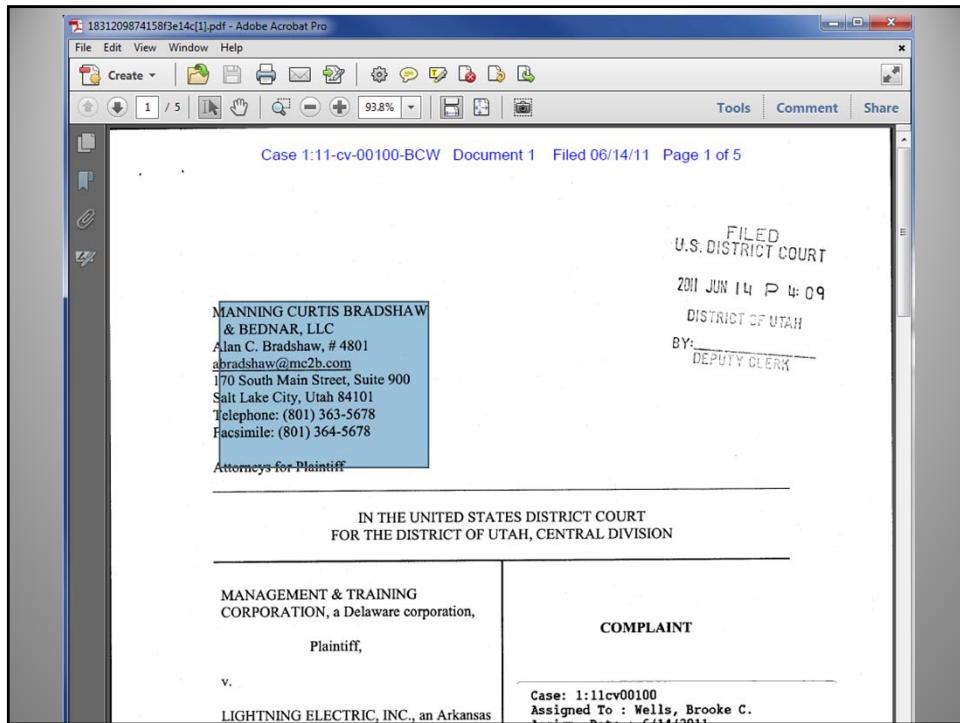 1831209874158f3e14c[1].pdf - Adobe Acrobat Pro
File Edit View Window Help
Create
1 / 5 93.8% Tools Comment Share
Case 1:11-cv-00100-BCW Document 1 Filed 06/14/11 Page 1 of 5
FILED
U.S. DISTRICT COURT
2011 JUN 14 P 4:09
DISTRICT OF UTAH
BY:
DEPUTY CLERK
MANNING CURTIS BRADSHAW
& BEDNAR, LLC
Alan C. Bradshaw, # 4801
abradshaw@mc2b.com
170 South Main Street, Suite 900
Salt Lake City, Utah 84101
Telephone: (801) 363-5678
Facsimile: (801) 364-5678
Attorneys for Plaintiff
IN THE UNITED STATES DISTRICT COURT
FOR THE DISTRICT OF UTAH, CENTRAL DIVISION
MANAGEMENT & TRAINING
CORPORATION, a Delaware corporation,
Plaintiff,
v.
LIGHTNING ELECTRIC, INC., an Arkansas
COMPLAINT
Case: 1:11cv00100
Assigned To : Wells, Brooke C.
Assign. Date : 6/14/2011